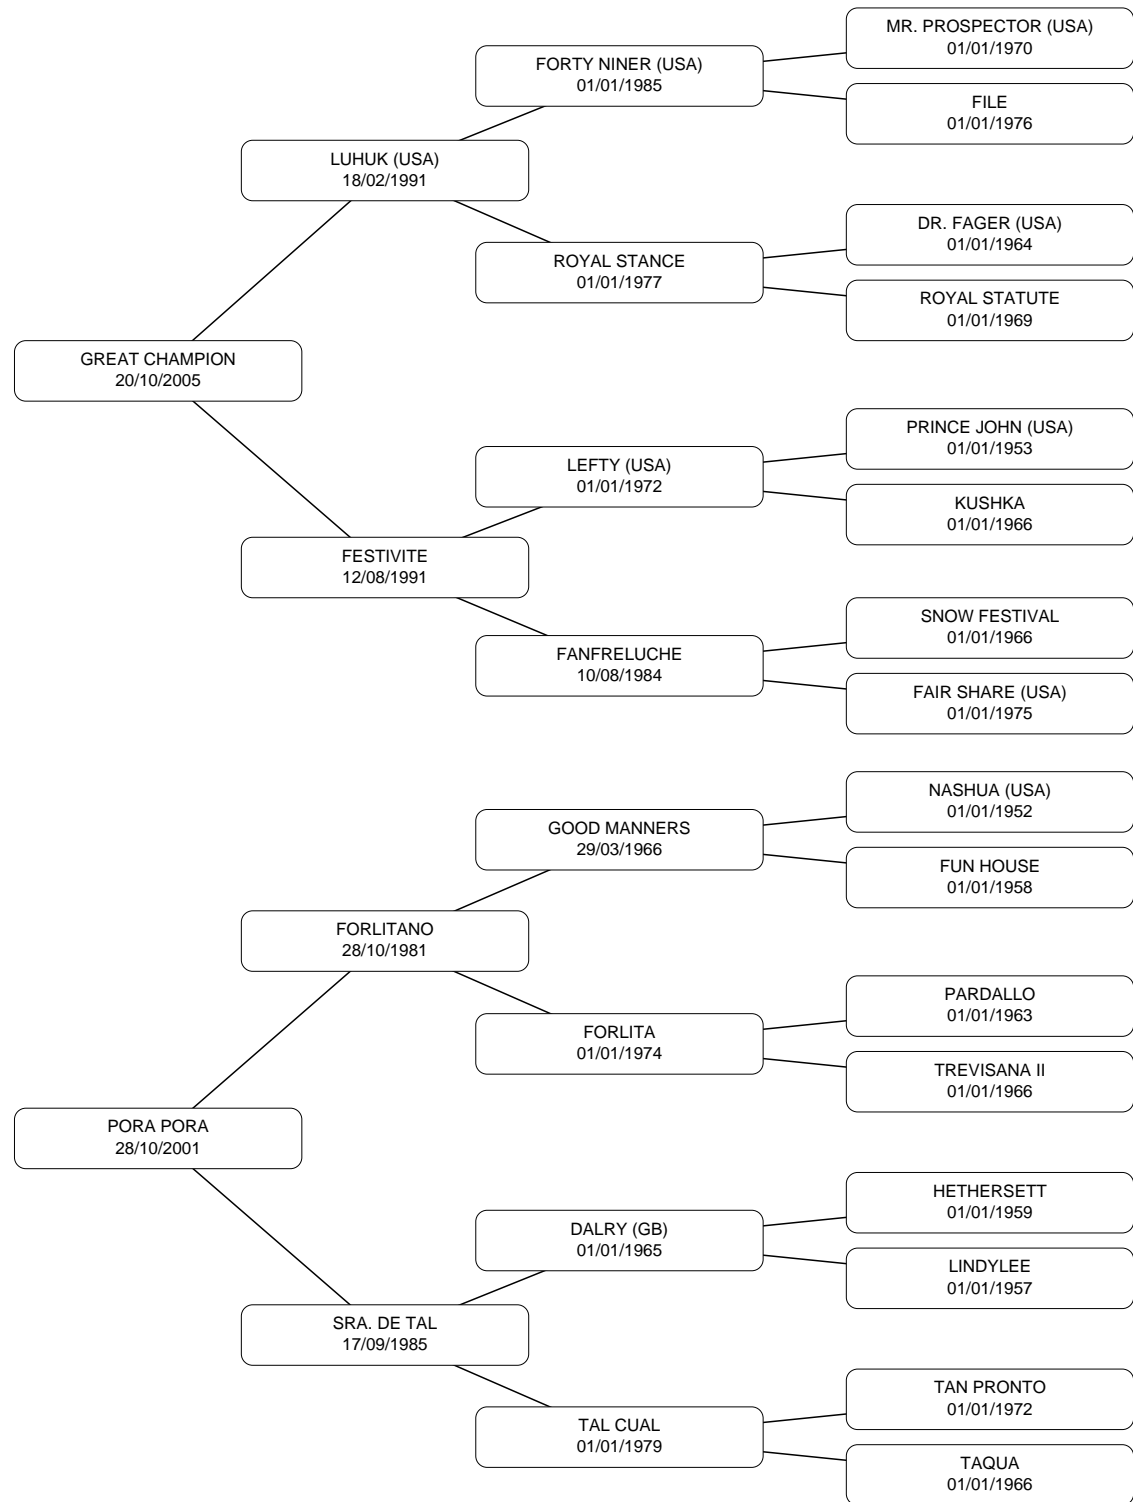 MR. PROSPECTOR (USA)
01/01/1970
FORTY NINER (USA)
01/01/1985
FILE
01/01/1976
LUHUK (USA)
18/02/1991
DR. FAGER (USA)
01/01/1964
ROYAL STANCE
01/01/1977
ROYAL STATUTE
01/01/1969
GREAT CHAMPION
20/10/2005
PRINCE JOHN (USA)
01/01/1953
LEFTY (USA)
01/01/1972
KUSHKA
01/01/1966
FESTIVITE
12/08/1991
SNOW FESTIVAL
01/01/1966
FANFRELUCHE
10/08/1984
FAIR SHARE (USA)
01/01/1975
NASHUA (USA)
01/01/1952
GOOD MANNERS
29/03/1966
FUN HOUSE
01/01/1958
FORLITANO
28/10/1981
PARDALLO
01/01/1963
FORLITA
01/01/1974
TREVISANA II
01/01/1966
PORA PORA
28/10/2001
HETHERSETT
01/01/1959
DALRY (GB)
01/01/1965
LINDYLEE
01/01/1957
SRA. DE TAL
17/09/1985
TAN PRONTO
01/01/1972
TAL CUAL
01/01/1979
TAQUA
01/01/1966